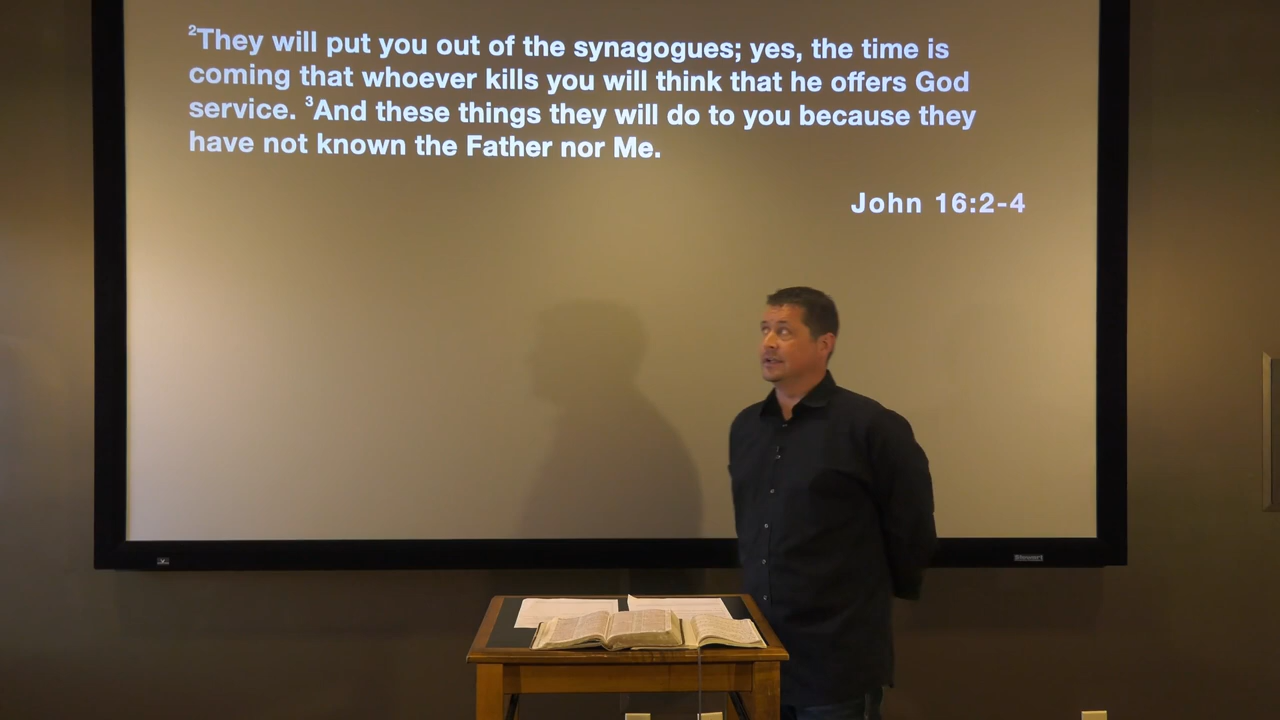 ²They will put you out of the synagogues; yes, the time is
coming that whoever kills you will think that he offers God
service. ³And these things they will do to you because they
have not known the Father nor Me.
John 16:2-4